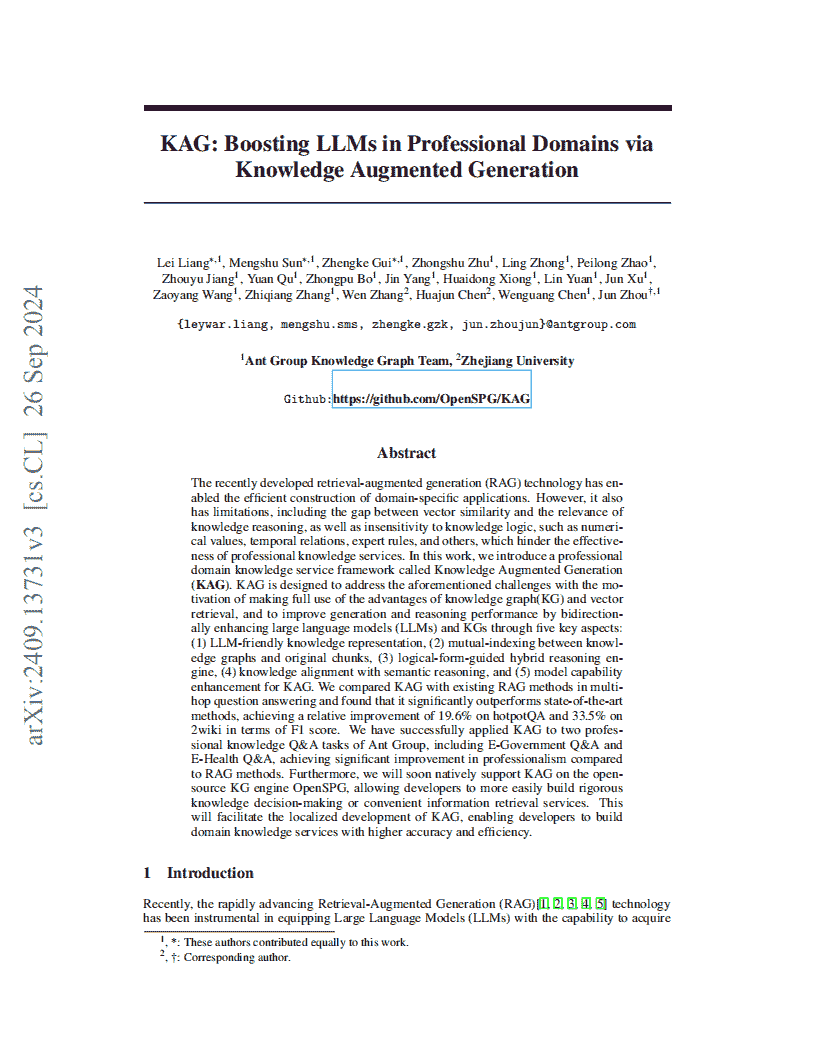 KAG: Boosting LLMs in Professional Domains via
Knowledge Augmented Generation
Lei Liang*,1, Mengshu Sun*,1, Zhengke Gui*,1, Zhongshu Zhu1, Ling Zhong1, Peilong Zhao1,
Zhouyu Jiang1, Yuan Qu1, Zhongpu Bo1, Jin Yang1, Huaidong Xiong1, Lin Yuan1, Jun Xu1,
Zaoyang Wang1, Zhiqiang Zhang1, Wen Zhang2, Huajun Chen2, Wenguang Chen1, Jun Zhou†,1
{leywar.liang, mengshu.sms, zhengke.gzk, jun.zhoujun}@antgroup.com
1Ant Group Knowledge Graph Team, 2Zhejiang University
Github:https://github.com/OpenSPG/KAG
Abstract
The recently developed retrieval-augmented generation (RAG) technology has en-
abled the efficient construction of domain-specific applications. However, it also
has limitations, including the gap between vector similarity and the relevance of
knowledge reasoning, as well as insensitivity to knowledge logic, such as numeri-
cal values, temporal relations, expert rules, and others, which hinder the effective-
ness of professional knowledge services. In this work, we introduce a professional
domain knowledge service framework called Knowledge Augmented Generation
(KAG). KAG is designed to address the aforementioned challenges with the mo-
tivation of making full use of the advantages of knowledge graph(KG) and vector
retrieval, and to improve generation and reasoning performance by bidirection-
ally enhancing large language models (LLMs) and KGs through five key aspects:
(1) LLM-friendly knowledge representation, (2) mutual-indexing between knowl-
edge graphs and original chunks, (3) logical-form-guided hybrid reasoning en-
gine, (4) knowledge alignment with semantic reasoning, and (5) model capability
enhancement for KAG. We compared KAG with existing RAG methods in multi-
hop question answering and found that it significantly outperforms state-of-the-art
methods, achieving a relative improvement of 19.6% on hotpotQA and 33.5% on
2wiki in terms of F1 score. We have successfully applied KAG to two profes-
sional knowledge Q&A tasks of Ant Group, including E-Government Q&A and
E-Health Q&A, achieving significant improvement in professionalism compared
to RAG methods. Furthermore, we will soon natively support KAG on the open-
source KG engine OpenSPG, allowing developers to more easily build rigorous
knowledge decision-making or convenient information retrieval services. This
will facilitate the localized development of KAG, enabling developers to build
domain knowledge services with higher accuracy and efficiency.
1 Introduction
Recently, the rapidly advancing Retrieval-Augmented Generation (RAG)[1, 2, 3, 4, 5] technology
has been instrumental in equipping Large Language Models (LLMs) with the capability to acquire
1, *: These authors contributed equally to this work.
2, †: Corresponding author.
arXiv:2409.13731v3 [cs.CL] 26 Sep 2024